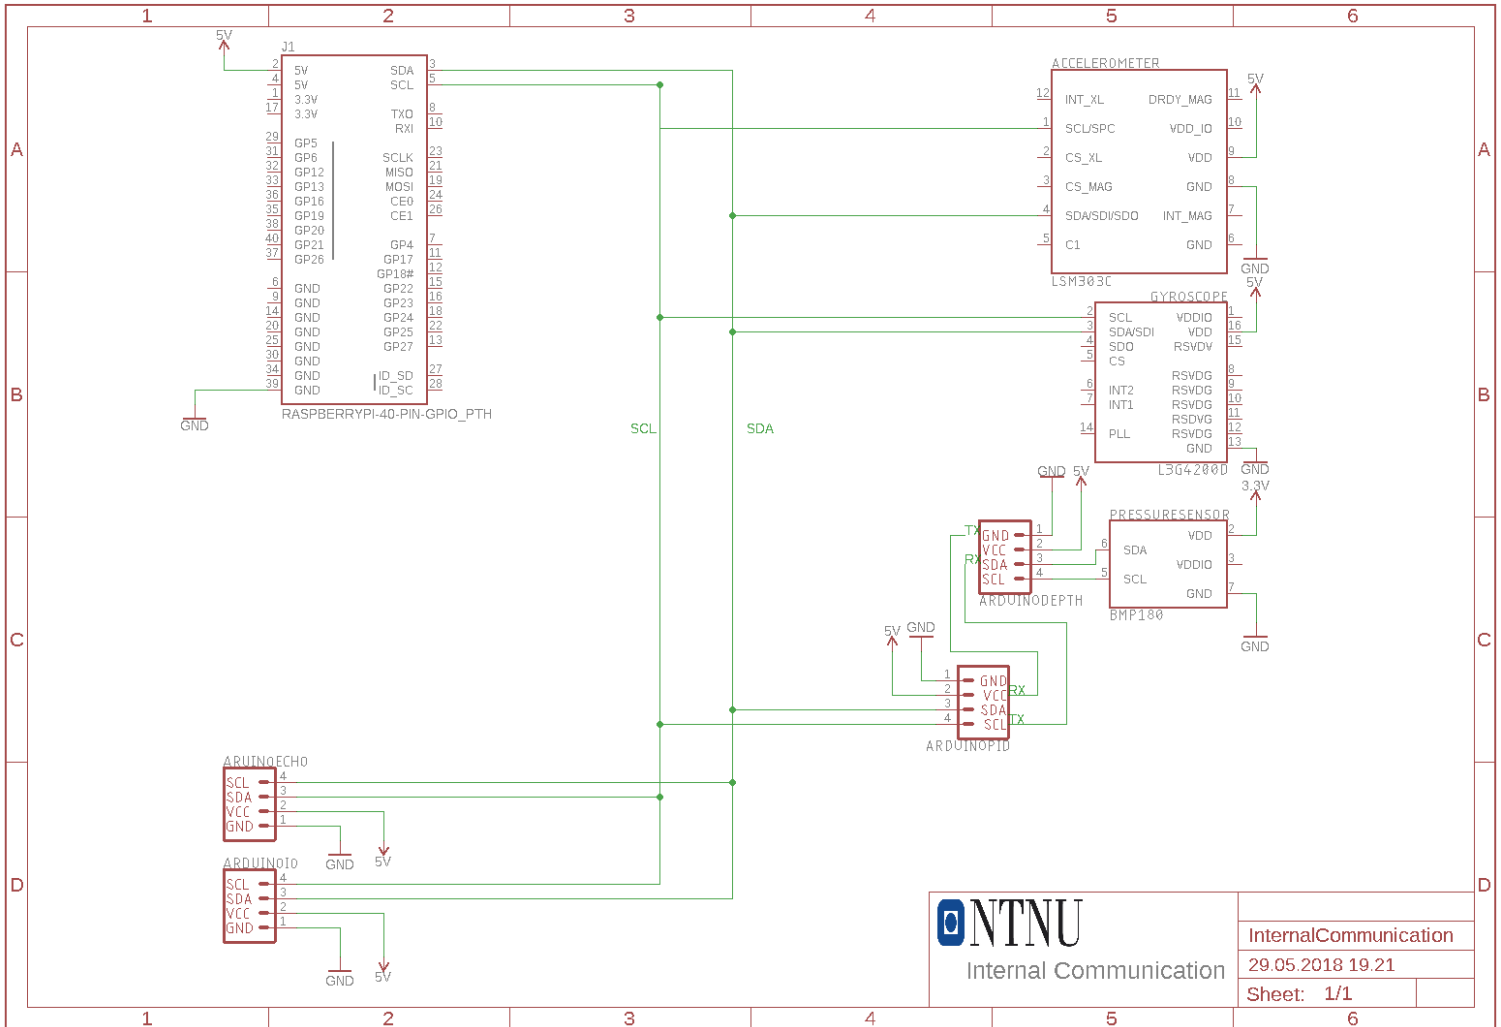 1 2 3 4 5 6
A
B
C
D
A
B
C
D
1 2 3 4 5 6
5V
J1
2 5V SDA 3
4 5V SCL 5
1 3.3V
17 3.3V TXO 8
RXI 10
29 GP5
31 GP6 SCLK 23
32 GP12 MISO 21
33 GP13 MOSI 19
36 GP16 CE0 24
35 GP19 CE1 26
38 GP20
40 GP21 GP4 7
37 GP26 GP17 11
GP18# 12
6 GND GP22 15
9 GND GP23 16
14 GND GP24 18
20 GND GP25 22
25 GND GP27 13
30 GND
34 GND ID_SD 27
39 GND ID_SC 28
RASPBERRYPI-40-PIN-GPIO_PTH
GND
SCL SDA
ACCELEROMETER
5V
12 INT_XL DRDY_MAG 11
1 SCL/SPC VDD_IO 10
2 CS_XL VDD 9
3 CS_MAG GND 8
4 SDA/SDI/SDO INT_MAG 7
5 C1 GND 6
LSM303C
GND
5V
GYROSCOPE
2 SCL VDDIO 1
3 SDA/SDI VDD 16
4 SDO RSVDV 15
5 CS
RSVDG 8
6 INT2 RSVDG 9
7 INT1 RSVDG 10
RSDVG 11
14 PLL RSVDG 12
GND 13
L3G4200D
GND
3.3V
GND 5V
TX
RX
GND 1
VCC 2
SDA 3
SCL 4
ARDUINODEPTH
PRESSURESENSOR
VDD 2
6 SDA
VDDIO 3
5 SCL
GND 7
BMP180
GND
5V GND
1 GND
2 VCC RX
3 SDA
4 SCL TX
ARDUINOPID
ARUINOECHO
SCL 4
SDA 3
VCC 2
GND 1
GND 5V
ARDUINOIO
SCL 4
SDA 3
VCC 2
GND 1
GND 5V
NTNU
Internal Communication
InternalCommunication
29.05.2018 19.21
Sheet: 1/1